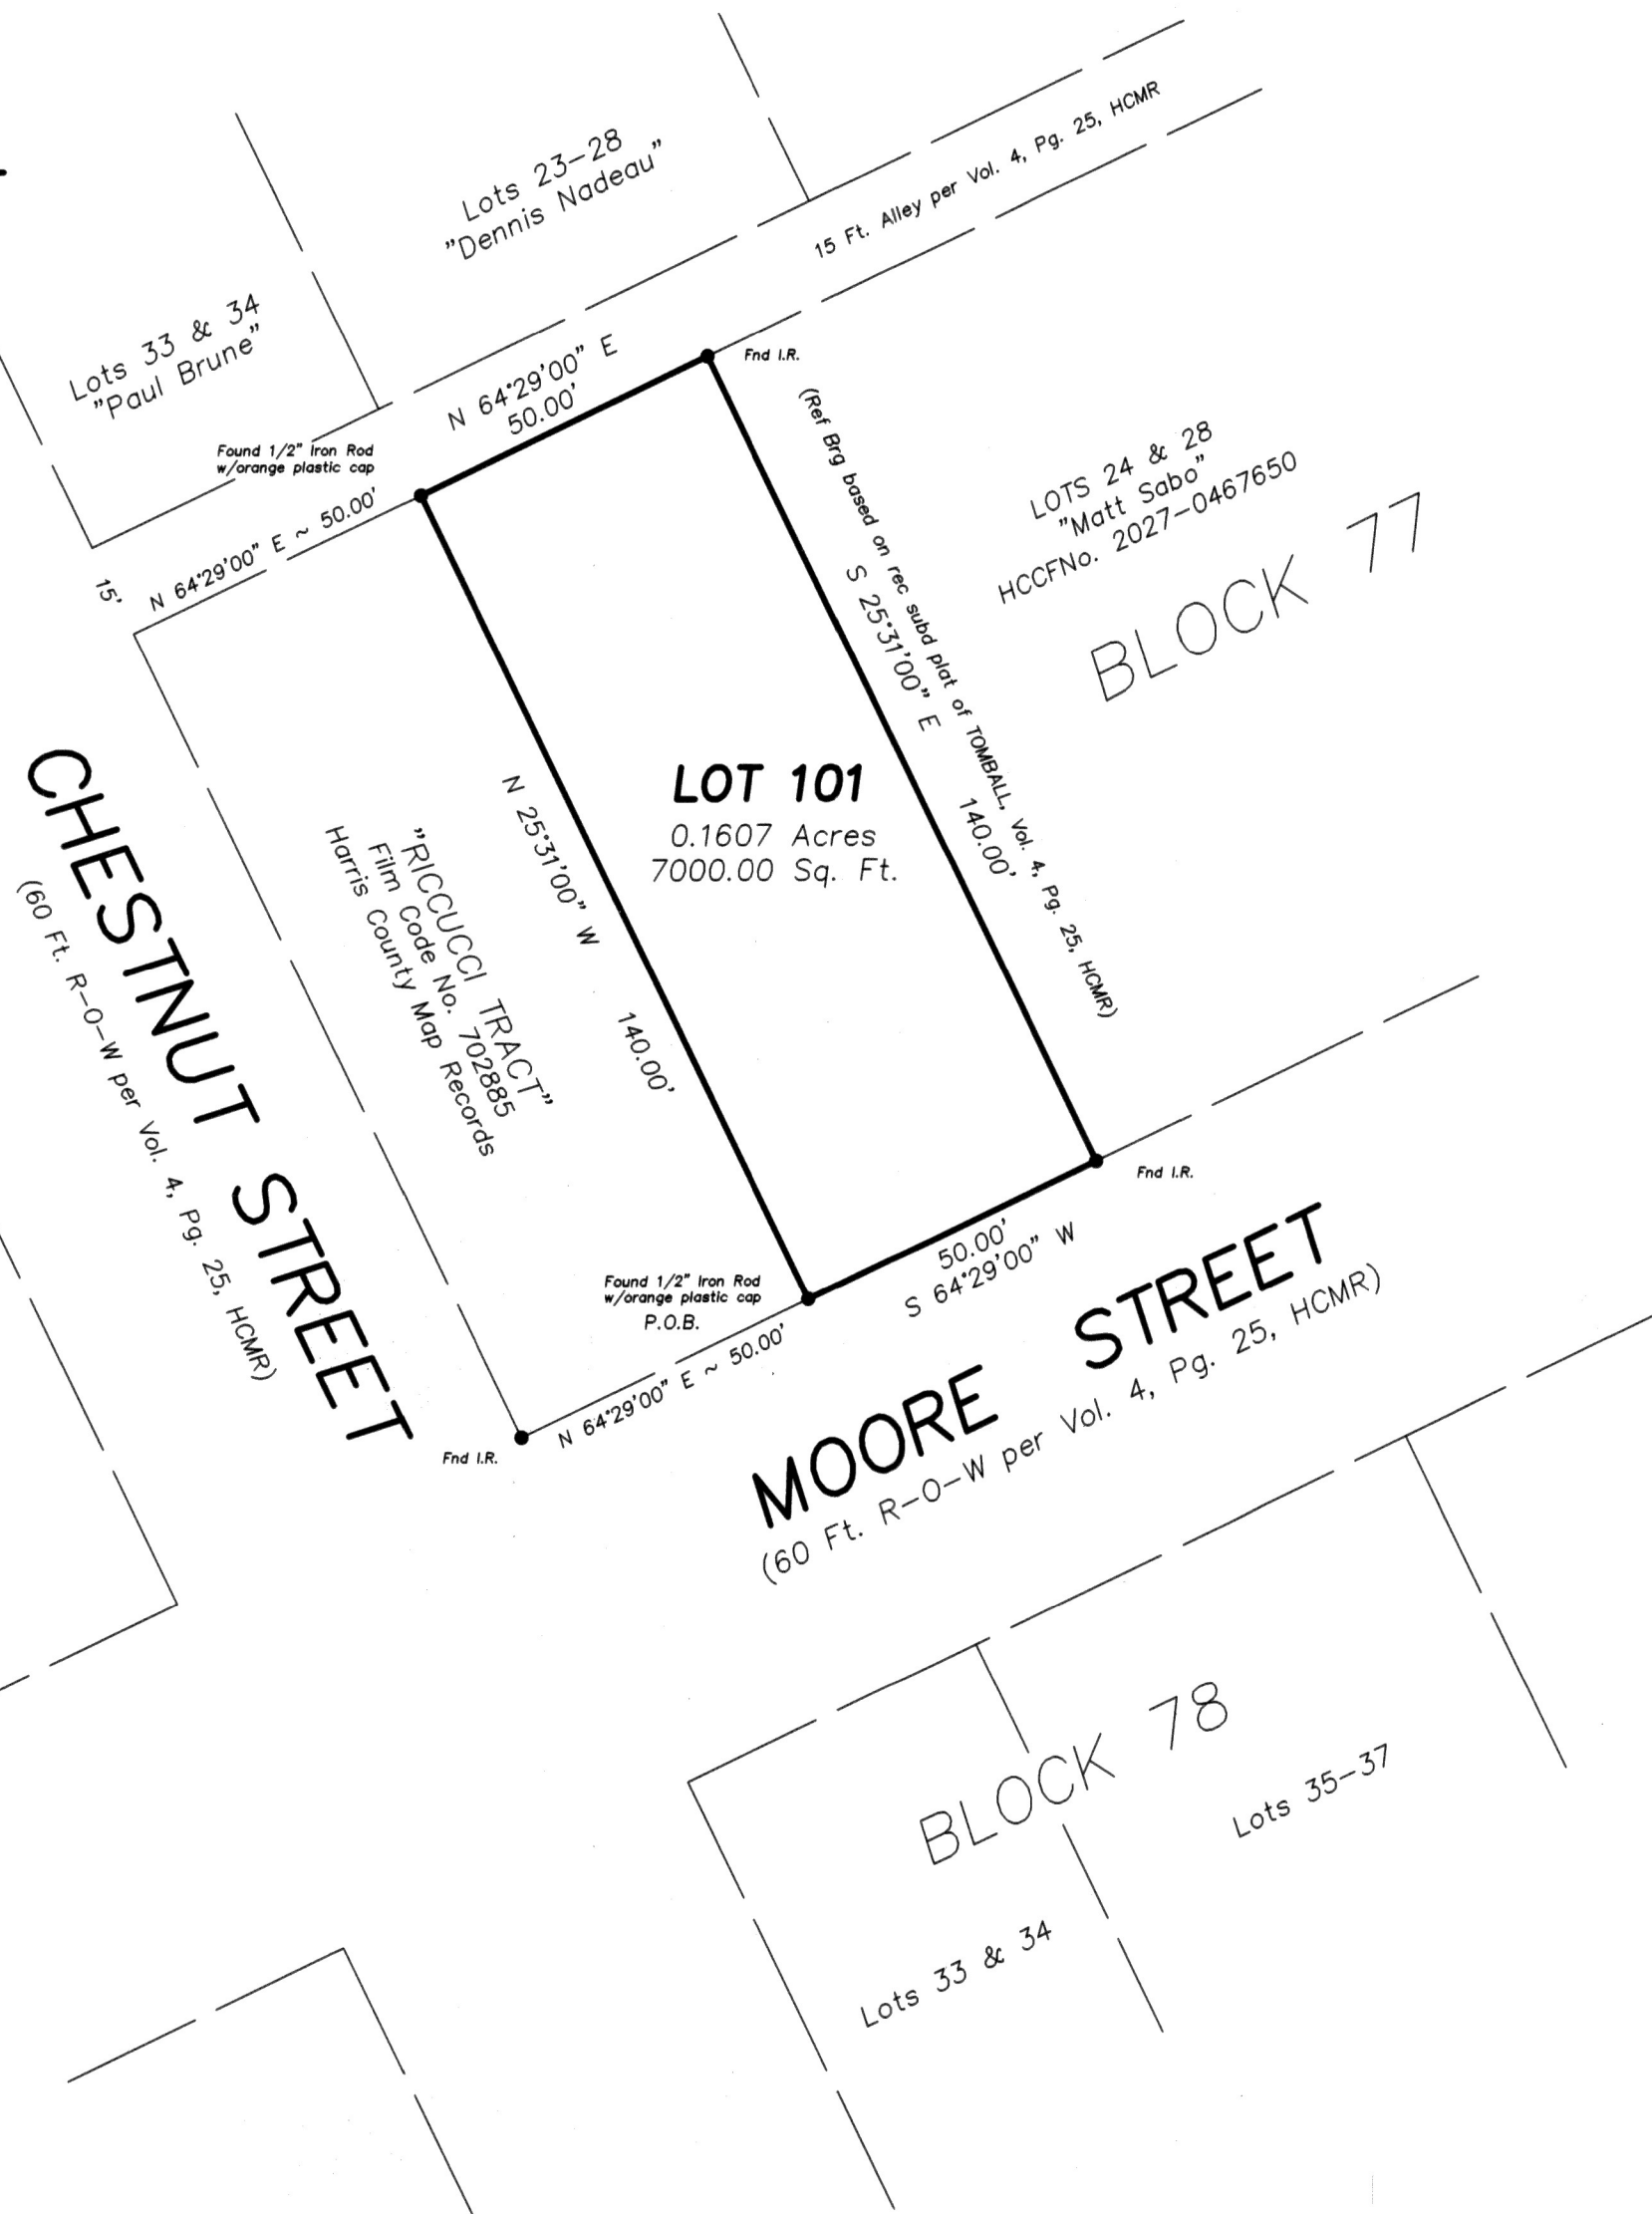 Lots 23-28
"Dennis Nadeau"
15 Ft. Alley per Vol. 4, Pg. 25, HCMR
Lots 33 & 34
"Paul Brune"
N 64°29'00" E
50.00'
Fnd I.R.
Found 1/2" Iron Rod
w/orange plastic cap
N 64°29'00" E ~ 50.00'
15'
(Ref Brg based on rec subd plat of TOMBALL, Vol. 4, Pg. 25, HCMR)
S 25°31'00" E 140.00'
LOTS 24 & 28
"Matt Sabo"
HCCFNo. 2027-0467650
BLOCK 77
LOT 101
0.1607 Acres
7000.00 Sq. Ft.
N 25°31'00" W 140.00'
"RICCUCCI TRACT"
Film Code No. 702885
Harris County Map Records
CHESTNUT STREET
(60 Ft. R-O-W per Vol. 4, Pg. 25, HCMR)
Fnd I.R.
50.00'
S 64°29'00" W
Found 1/2" Iron Rod
w/orange plastic cap
P.O.B.
N 64°29'00" E ~ 50.00'
Fnd I.R.
MOORE STREET
(60 Ft. R-O-W per Vol. 4, Pg. 25, HCMR)
BLOCK 78
Lots 35-37
Lots 33 & 34